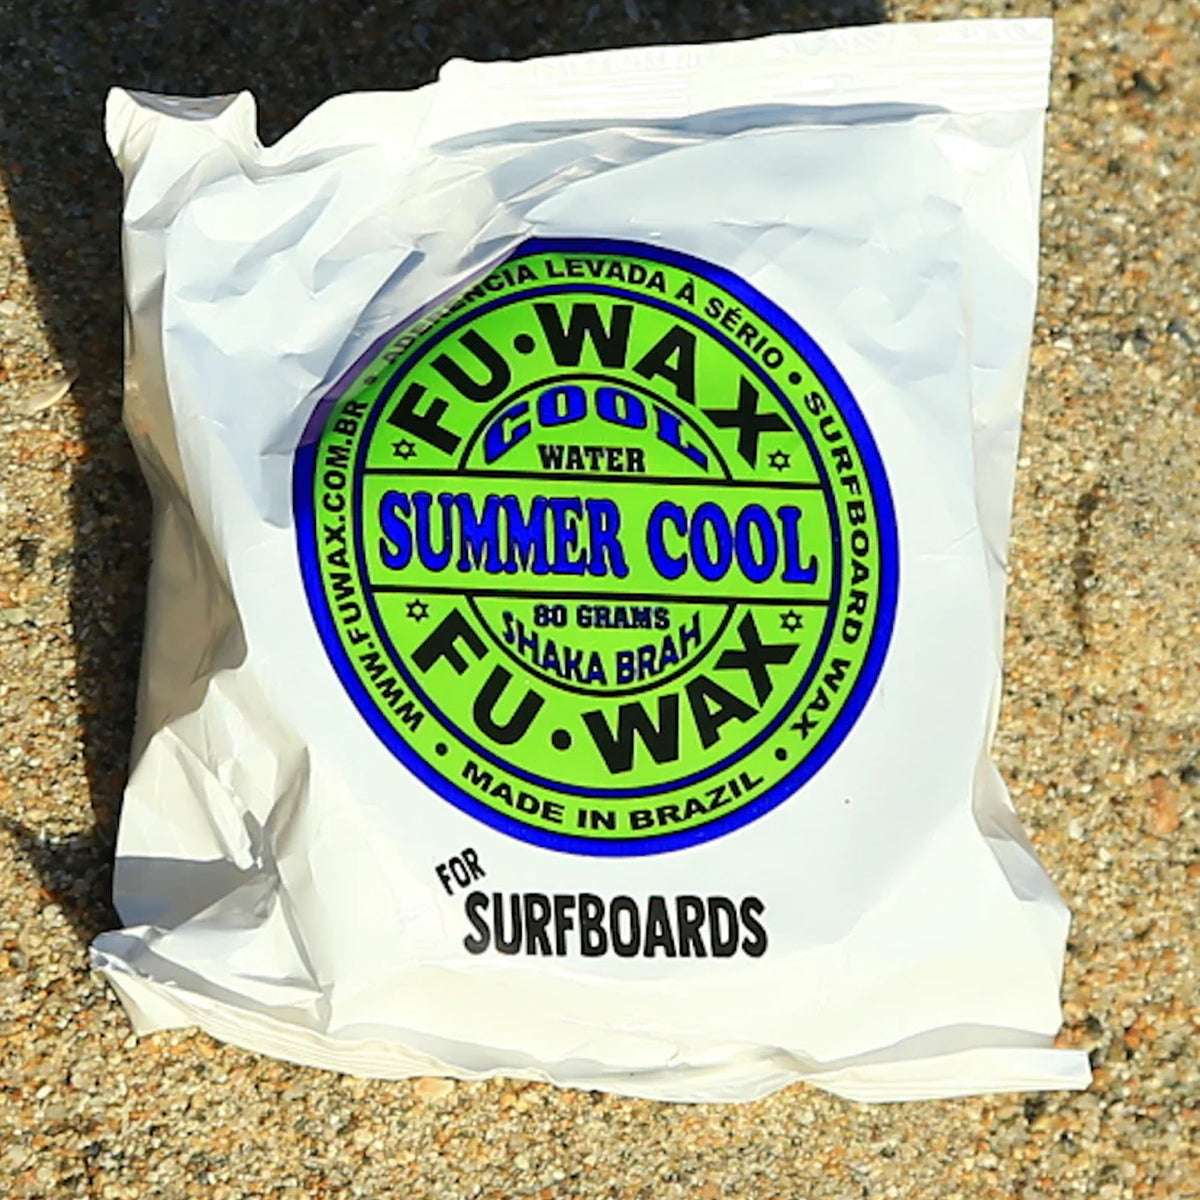 ADERÊNCIA LEVADA À SÉRIO • SURFBOARD WAX •
FU•WAX
COOL
WATER
SUMMER COOL
80 GRAMS
SHAKA BRAH
FU•WAX
WWW.FUWAX.COM.BR •
MADE IN BRAZIL •
FOR
SURFBOARDS